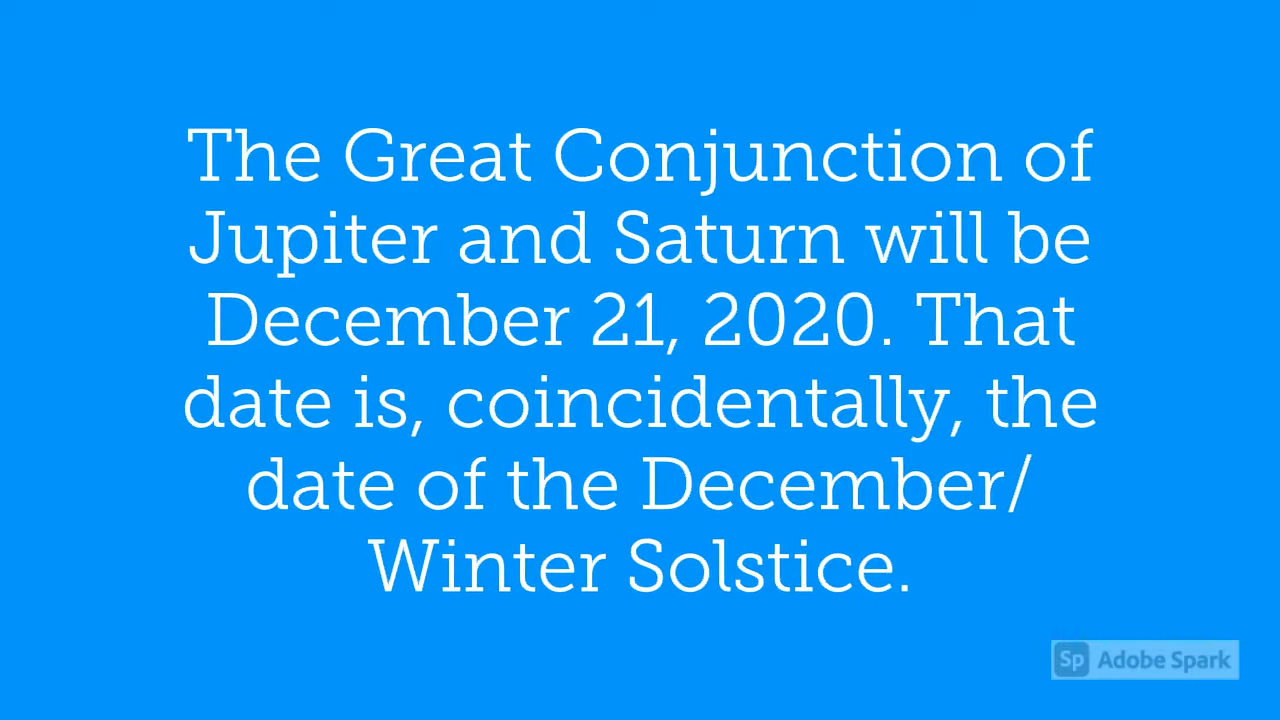 The Great Conjunction of
Jupiter and Saturn will be
December 21, 2020. That
date is, coincidentally, the
date of the December/
Winter Solstice.
Sp Adobe Spark